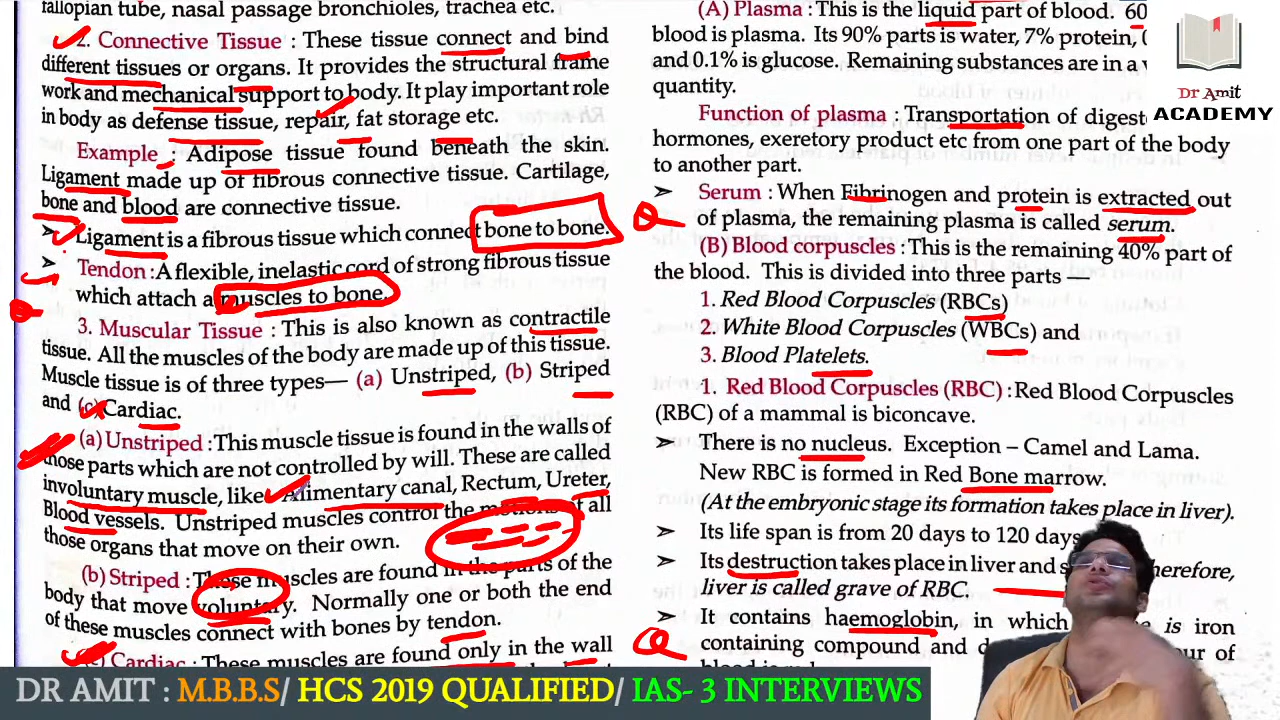 fallopian tube, nasal passage bronchioles, trachea etc.
2. Connective Tissue : These tissue connect and bind
different tissues or organs. It provides the structural frame
work and mechanical support to body. It play important role
in body as defense tissue, repair, fat storage etc.
Example : Adipose tissue found beneath the skin.
Ligament made up of fibrous connective tissue. Cartilage,
bone and blood are connective tissue.
➤ Ligament is a fibrous tissue which connect bone to bone.
➤ Tendon : A flexible, inelastic cord of strong fibrous tissue
which attach a muscles to bone.
3. Muscular Tissue : This is also known as contractile
tissue. All the muscles of the body are made up of this tissue.
Muscle tissue is of three types— (a) Unstriped, (b) Striped
and (c) Cardiac.
(a) Unstriped : This muscle tissue is found in the walls of
those parts which are not controlled by will. These are called
involuntary muscle, like Alimentary canal, Rectum, Ureter,
Blood vessels. Unstriped muscles control the motions of all
those organs that move on their own.
(b) Striped : These muscles are found in the parts of the
body that move voluntary. Normally one or both the end
of these muscles connect with bones by tendon.
Cardiac : These muscles are found only in the wall
(A) Plasma : This is the liquid part of blood. 60
blood is plasma. Its 90% parts is water, 7% protein,
and 0.1% is glucose. Remaining substances are in a
quantity.
Function of plasma : Transportation of digest
hormones, exeretory product etc from one part of the body
to another part.
➤ Serum : When Fibrinogen and protein is extracted out
of plasma, the remaining plasma is called serum.
(B) Blood corpuscles : This is the remaining 40% part of
the blood. This is divided into three parts —
1. Red Blood Corpuscles (RBCs)
2. White Blood Corpuscles (WBCs) and
3. Blood Platelets.
1. Red Blood Corpuscles (RBC) : Red Blood Corpuscles
(RBC) of a mammal is biconcave.
➤ There is no nucleus. Exception – Camel and Lama.
New RBC is formed in Red Bone marrow.
(At the embryonic stage its formation takes place in liver).
➤ Its life span is from 20 days to 120 days
➤ Its destruction takes place in liver and herefore,
liver is called grave of RBC.
➤ It contains haemoglobin, in which is iron
containing compound and our of
Dr Amit
ACADEMY
DR AMIT : M.B.B.S/ HCS 2019 QUALIFIED/ IAS- 3 INTERVIEWS